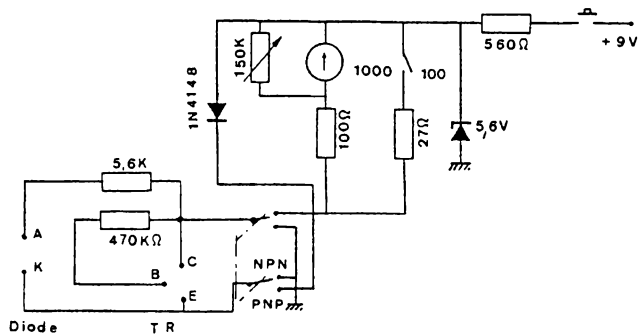 560Ω
+9V
150K
1000
100
1N4148
100Ω
27Ω
5,6V
5,6K
A
470KΩ
C
K
B
NPN
E
PNP
Diode
TR